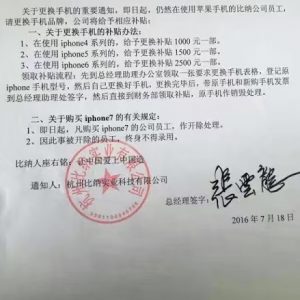 关于更换手机的重要通知，即日起，仍然在使用苹果手机的比纳公司员工，
请更换手机品牌，公司将给予相应补贴：
一、关于更换手机的补贴办法：
1、在使用 iphone4 系列的，给予更换补贴 1000 元一部。
2、在使用 iphone5 系列的，给予更换补贴 1500 元一部。
3、在使用 iphone6 系列的，给予更换补贴 2500 元一部。
领取补贴流程：先到总经理助理办公室领取一张要求更换手机表格，登记原
iphone 手机型号，然后自己更换好手机，更换完毕后，带原手机和新购手机发票
到总经理助理处签字，然后直接到财务部领取补贴，原手机作销毁处理。
二、关于购买 iphone7 的有关规定：
1、即日起，凡购买 iphone7 的公司员工，作开除处理。
2、因此事被开除的员工，终身不得录用。
比纳人座右铭：让中国爱上中国造
通知人：杭州比纳实业科技有限公司
总经理签字：
2016 年 7 月 18 日